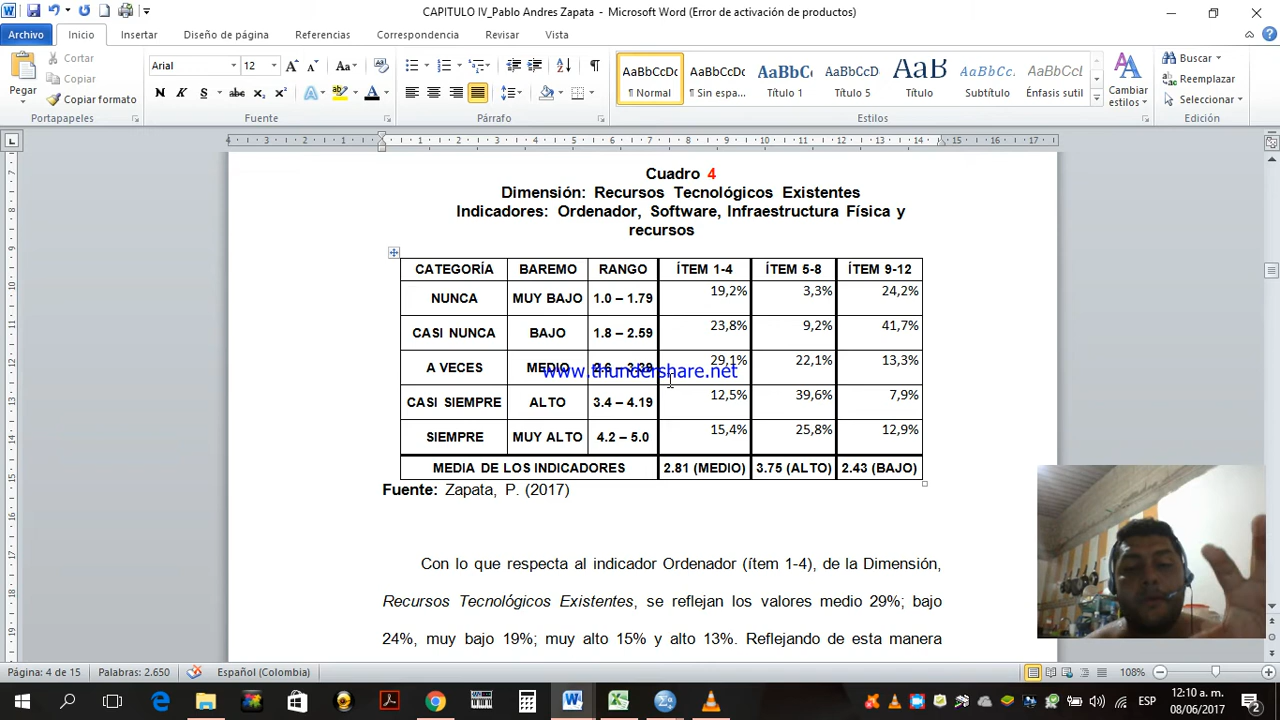 CAPITULO IV_Pablo Andres Zapata - Microsoft Word (Error de activación de productos)
Archivo Inicio Insertar Diseño de página Referencias Correspondencia Revisar Vista
Pegar
Cortar
Copiar
Copiar formato
Portapapeles
Arial 12
Fuente
Párrafo
AaBbCcDc AaBbCcDc AaBbC AaBbCcDd AaB AaBbCcD AaBbCcDd
¶ Normal ¶ Sin espa... Título 1 Título 5 Título Subtítulo Énfasis sutil
Cambiar estilos
Estilos
Buscar
Reemplazar
Seleccionar
Edición
Cuadro 4
Dimensión: Recursos Tecnológicos Existentes
Indicadores: Ordenador, Software, Infraestructura Física y
recursos
CATEGORÍA BAREMO RANGO ÍTEM 1-4 ÍTEM 5-8 ÍTEM 9-12
NUNCA MUY BAJO 1.0 – 1.79 19,2% 3,3% 24,2%
CASI NUNCA BAJO 1.8 – 2.59 23,8% 9,2% 41,7%
A VECES MEDIO 2.6 – 3.39 29,1% 22,1% 13,3%
www.thundershare.net
CASI SIEMPRE ALTO 3.4 – 4.19 12,5% 39,6% 7,9%
SIEMPRE MUY ALTO 4.2 – 5.0 15,4% 25,8% 12,9%
MEDIA DE LOS INDICADORES 2.81 (MEDIO) 3.75 (ALTO) 2.43 (BAJO)
Fuente: Zapata, P. (2017)
Con lo que respecta al indicador Ordenador (ítem 1-4), de la Dimensión,
Recursos Tecnológicos Existentes, se reflejan los valores medio 29%; bajo
24%, muy bajo 19%; muy alto 15% y alto 13%. Reflejando de esta manera
Página: 4 de 15 Palabras: 2.650 Español (Colombia) 108%
ESP 12:10 a. m.
08/06/2017